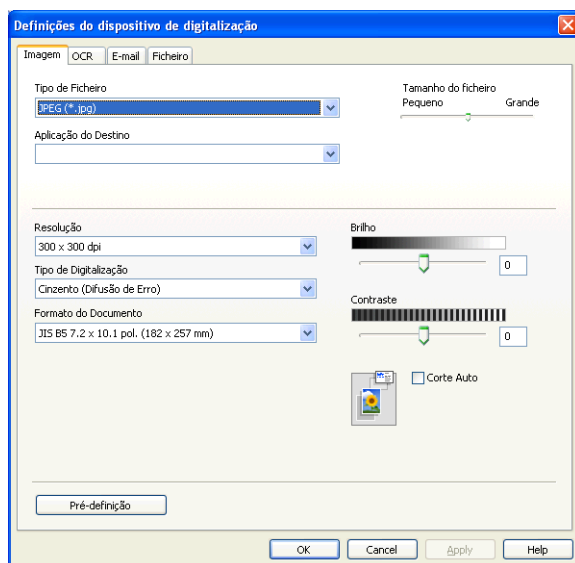 Definições do dispositivo de digitalização
Imagem OCR E-mail Ficheiro
Tipo de Ficheiro
JPEG (*.jpg)
Tamanho do ficheiro
Pequeno Grande
Aplicação do Destino
Resolução
300 x 300 dpi
Tipo de Digitalização
Cinzento (Difusão de Erro)
Formato do Documento
JIS B5 7.2 x 10.1 pol. (182 x 257 mm)
Brilho
0
Contraste
0
Corte Auto
Pré-definição
OK Cancel Apply Help